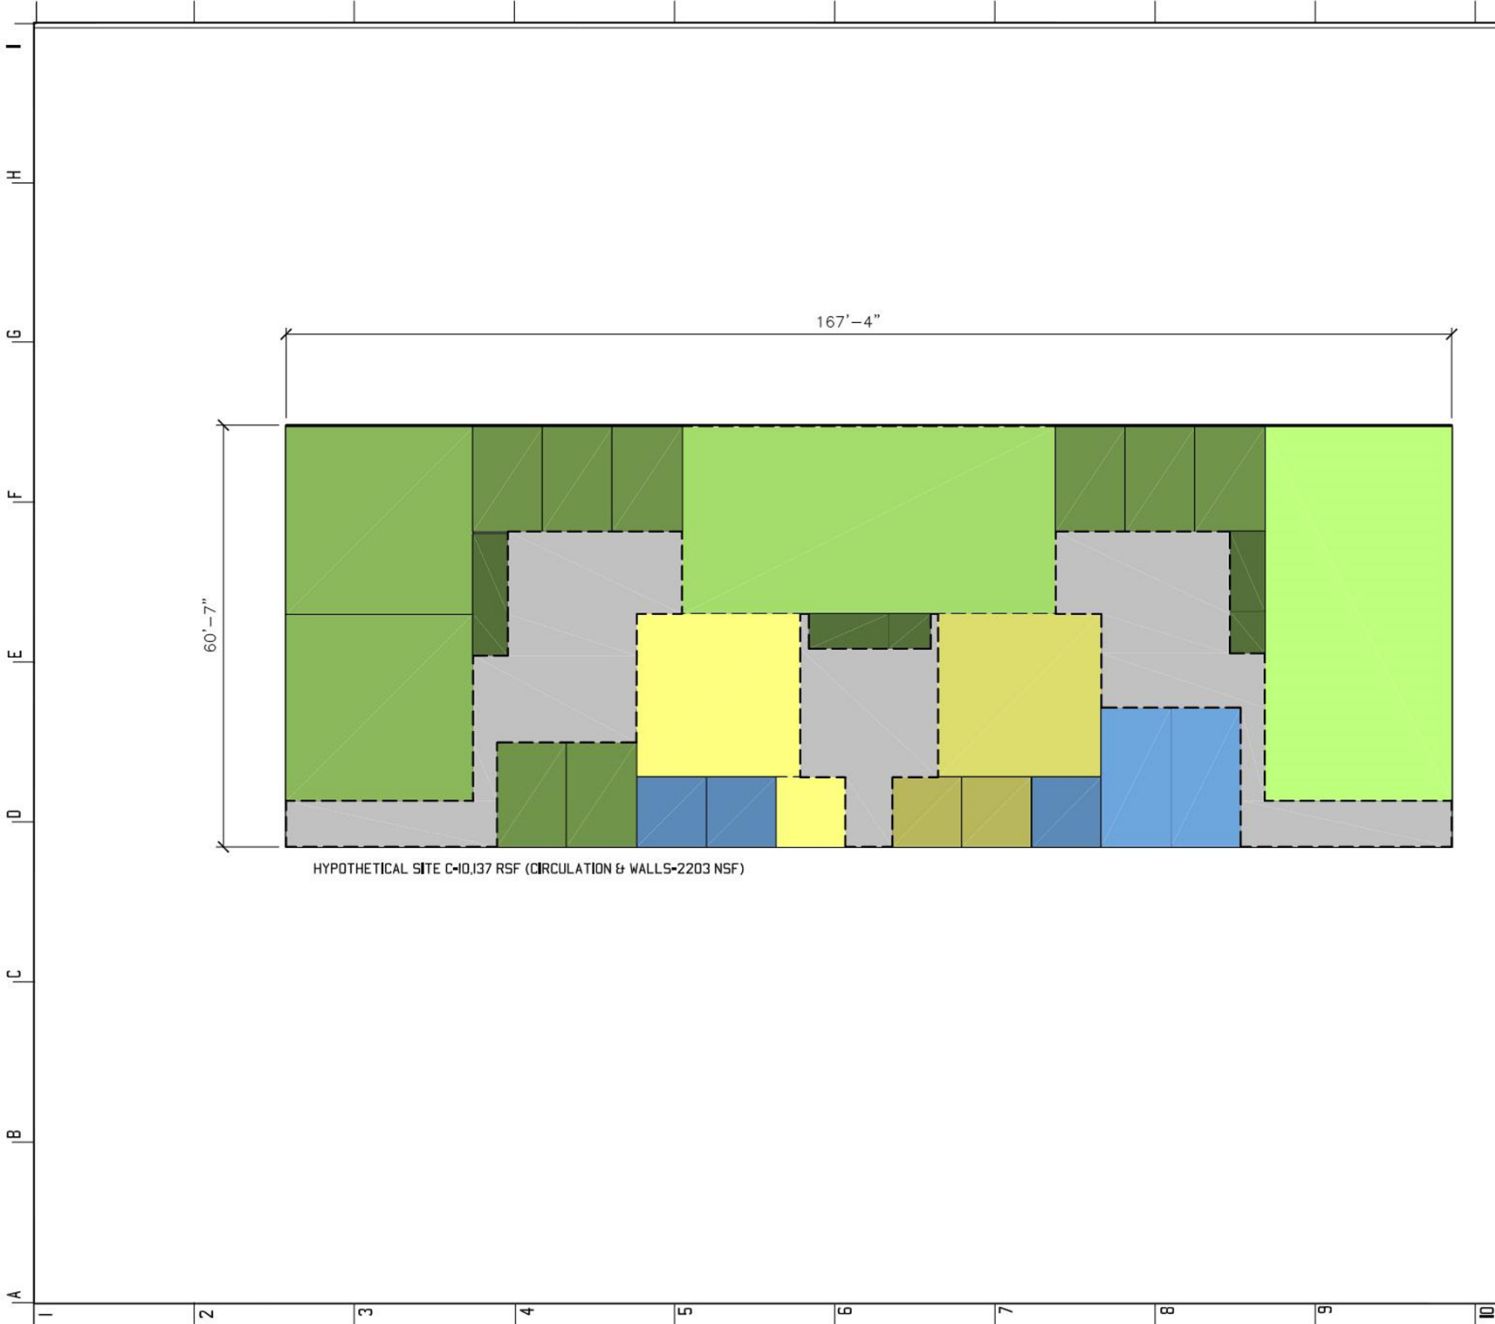 I
H
G
167'-4"
F
60'-7"
E
D
HYPOTHETICAL SITE C-10,137 RSF (CIRCULATION & WALLS-2203 NSF)
C
B
A
1 2 3 4 5 6 7 8 9 10